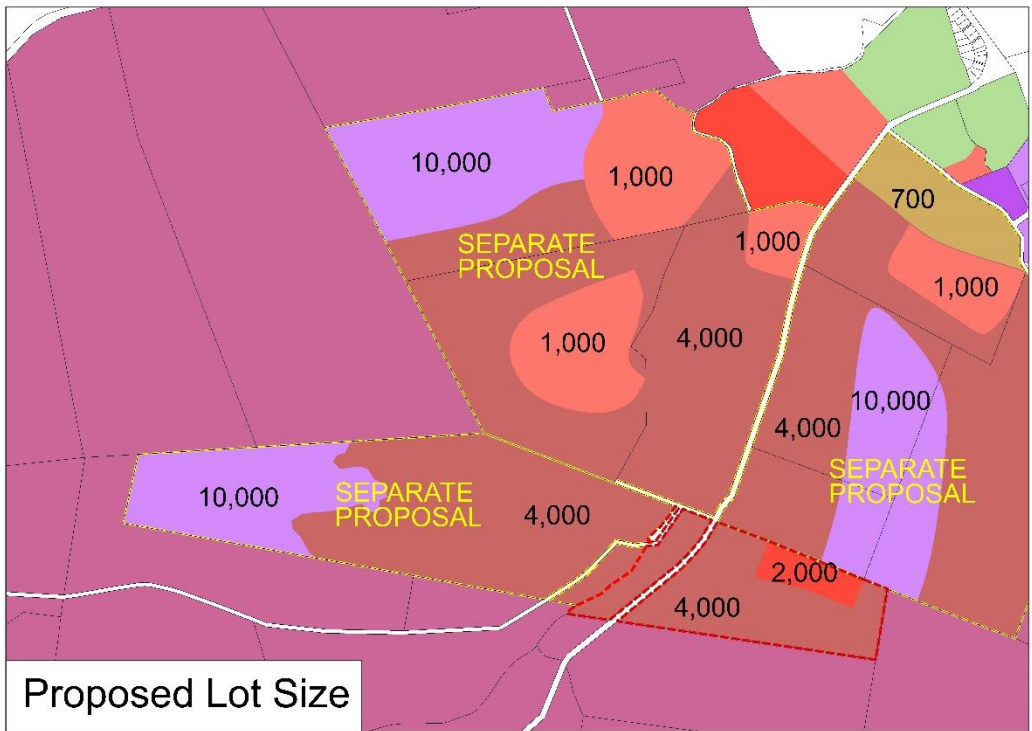 10,000
1,000
700
SEPARATE
PROPOSAL
1,000
1,000
1,000
4,000
10,000
4,000
SEPARATE
PROPOSAL
10,000
SEPARATE
PROPOSAL
4,000
2,000
4,000
Proposed Lot Size